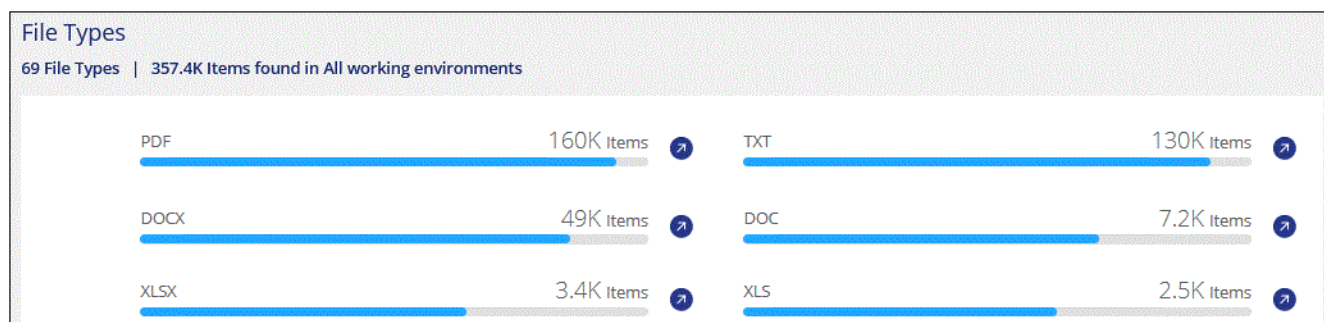 File Types
69 File Types | 357.4K Items found in All working environments
PDF 160K Items TXT 130K Items
DOCX 49K Items DOC 7.2K Items
XLSX 3.4K Items XLS 2.5K Items